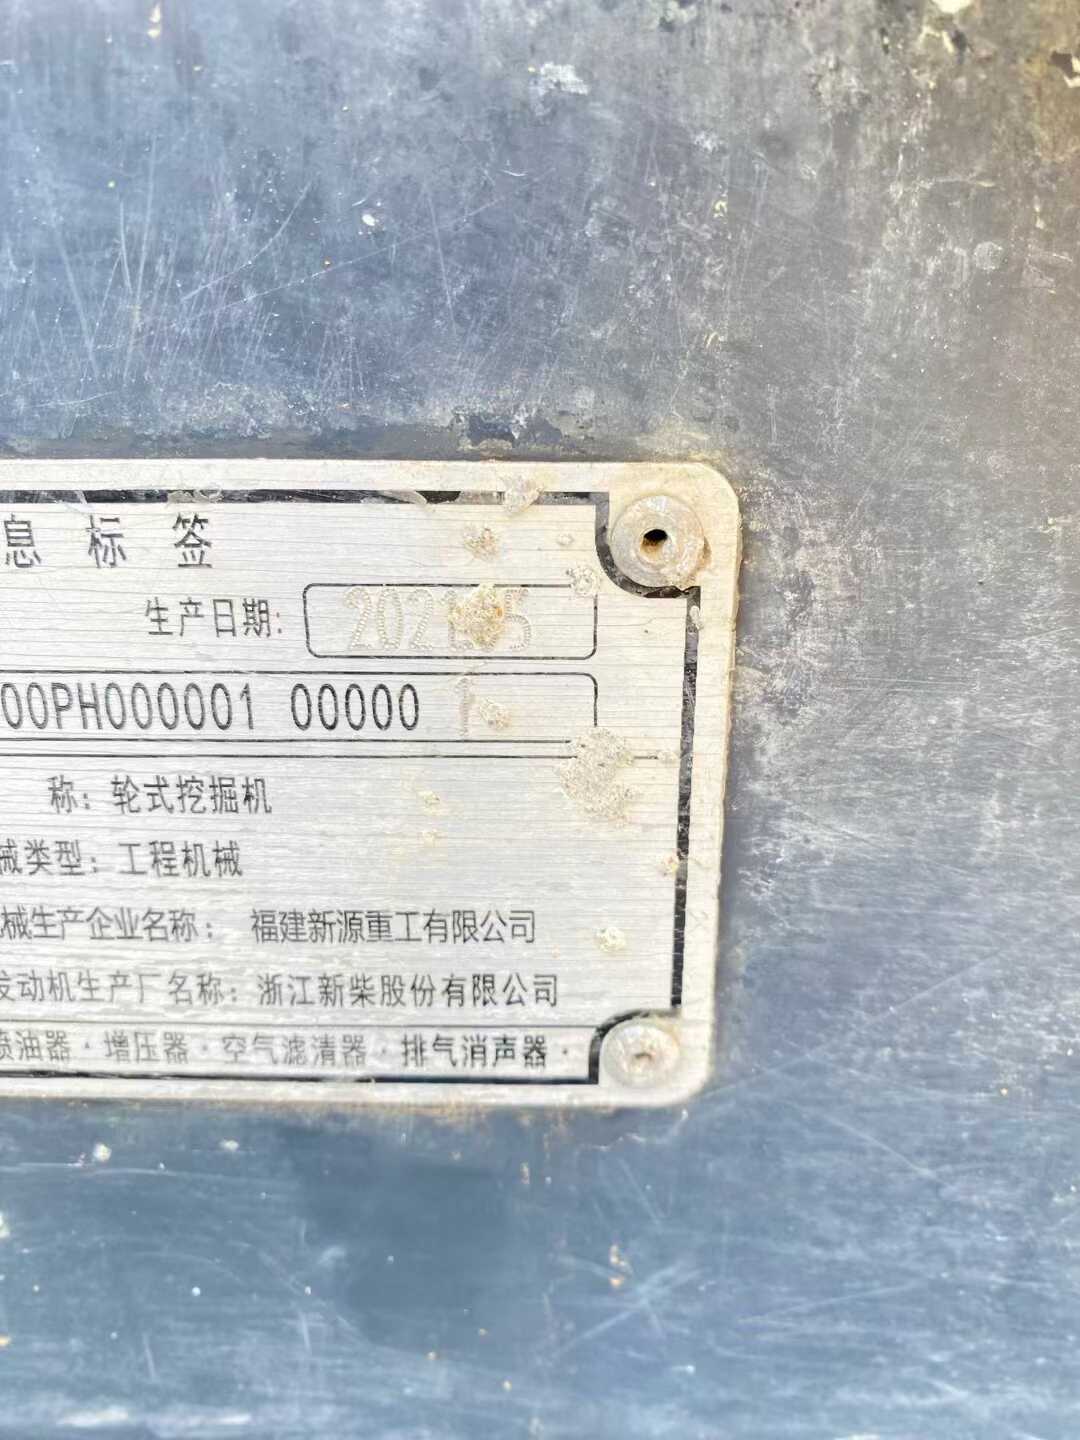 息标签
生产日期:
00PH000001 00000 1
称: 轮式挖掘机
械类型: 工程机械
械生产企业名称: 福建新源重工有限公司
发动机生产厂名称: 浙江新柴股份有限公司
喷油器·增压器·空气滤清器·排气消声器·